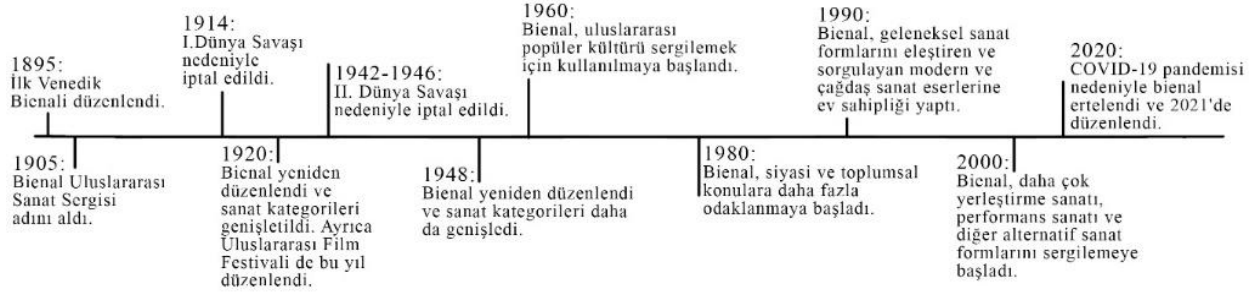 1895:
İlk Venedik
Bienali düzenlendi.
1905:
Bienal Uluslararası
Sanat Sergisi
adını aldı.
1914:
I.Dünya Savaşı
nedeniyle
iptal edildi.
1920:
Bienal yeniden
düzenlendi ve
sanat kategorileri
genişletildi. Ayrıca
Uluslararası Film
Festivali de bu yıl
düzenlendi.
1942-1946:
II. Dünya Savaşı
nedeniyle iptal edildi.
1948:
Bienal yeniden düzenlendi
ve sanat kategorileri daha
da genişledi.
1960:
Bienal, uluslararası
popüler kültürü sergilemek
için kullanılmaya başlandı.
1980:
Bienal, siyasi ve toplumsal
konulara daha fazla
odaklanmaya başladı.
1990:
Bienal, geleneksel sanat
formlarını eleştiren ve
sorgulayan modern ve
çağdaş sanat eserlerine
ev sahipliği yaptı.
2000:
Bienal, daha çok
yerleştirme sanatı,
performans sanatı ve
diğer alternatif sanat
formlarını sergilemeye
başladı.
2020:
COVID-19 pandemisi
nedeniyle bienal
ertelendi ve 2021'de
düzenlendi.